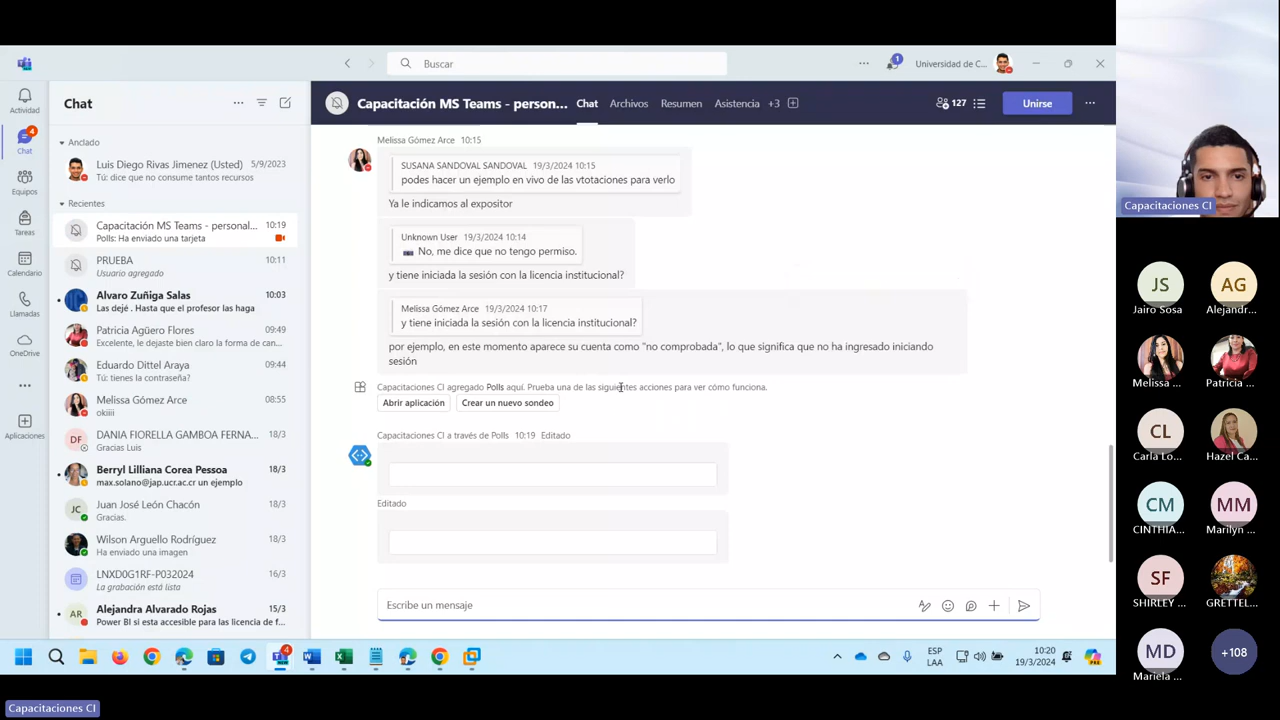 Buscar
Universidad de C...
Actividad
Chat
Equipos
Tareas
Calendario
Llamadas
OneDrive
Aplicaciones
4
Chat
Anclado
Luis Diego Rivas Jimenez (Usted) 5/9/2023
Tú: dice que no consume tantos recursos
Recientes
Capacitación MS Teams - personal... 10:19
Polls: Ha enviado una tarjeta
PRUEBA 10:11
Usuario agregado
Alvaro Zuñiga Salas 10:03
Las dejé . Hasta que el profesor las haga
Patricia Agüero Flores 09:49
Excelente, le dejaste bien claro la forma de can...
Eduardo Dittel Araya 09:44
Tú: tienes la contraseña?
Melissa Gómez Arce 08:55
okiiii
DF
DANIA FIORELLA GAMBOA FERNA... 18/3
Gracias Luis
Berryl Lilliana Corea Pessoa 18/3
max.solano@jap.ucr.ac.cr un ejemplo
JC
Juan José León Chacón 18/3
Gracias.
Wilson Arguello Rodríguez 18/3
Ha enviado una imagen
LNXD0G1RF-P032024 16/3
La grabación está lista
AR
Alejandra Alvarado Rojas 15/3
Power BI si esta accesible para las licencia de f...
Capacitación MS Teams - person... Chat Archivos Resumen Asistencia +3
127
Unirse
Melissa Gómez Arce 10:15
SUSANA SANDOVAL SANDOVAL 19/3/2024 10:15
podes hacer un ejemplo en vivo de las vtotaciones para verlo
Ya le indicamos al expositor
Unknown User 19/3/2024 10:14
No, me dice que no tengo permiso.
y tiene iniciada la sesión con la licencia institucional?
Melissa Gómez Arce 19/3/2024 10:17
y tiene iniciada la sesión con la licencia institucional?
por ejemplo, en este momento aparece su cuenta como "no comprobada", lo que significa que no ha ingresado iniciando
sesión
Capacitaciones CI agregado Polls aquí. Prueba una de las siguientes acciones para ver cómo funciona.
Abrir aplicación Crear un nuevo sondeo
Capacitaciones CI a través de Polls 10:19 Editado
Editado
Escribe un mensaje
4
ESP
LAA
10:20
19/3/2024
Capacitaciones CI
Capacitaciones CI
JS
Jairo Sosa
AG
Alejandr...
Melissa ...
Patricia ...
CL
Carla Lo...
Hazel Ca...
CM
CINTHIA...
MM
Marilyn ...
SF
SHIRLEY ...
GRETTEL...
MD
Mariela ...
+108